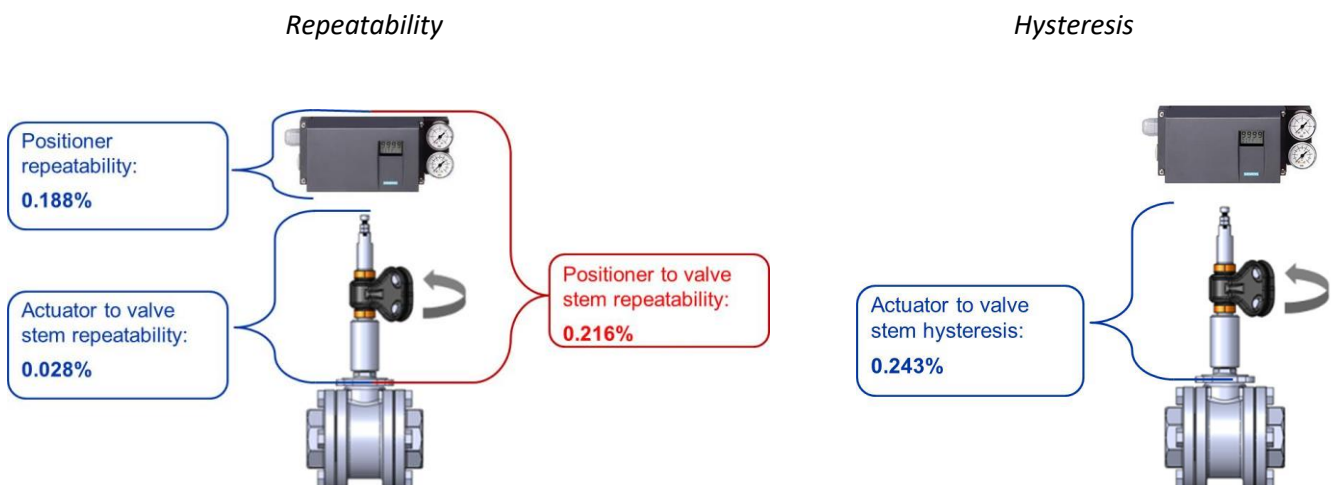 Repeatability
Hysteresis
Positioner
repeatability:
0.188%
Actuator to valve
stem repeatability:
0.028%
Positioner to valve
stem repeatability:
0.216%
Actuator to valve
stem hysteresis:
0.243%